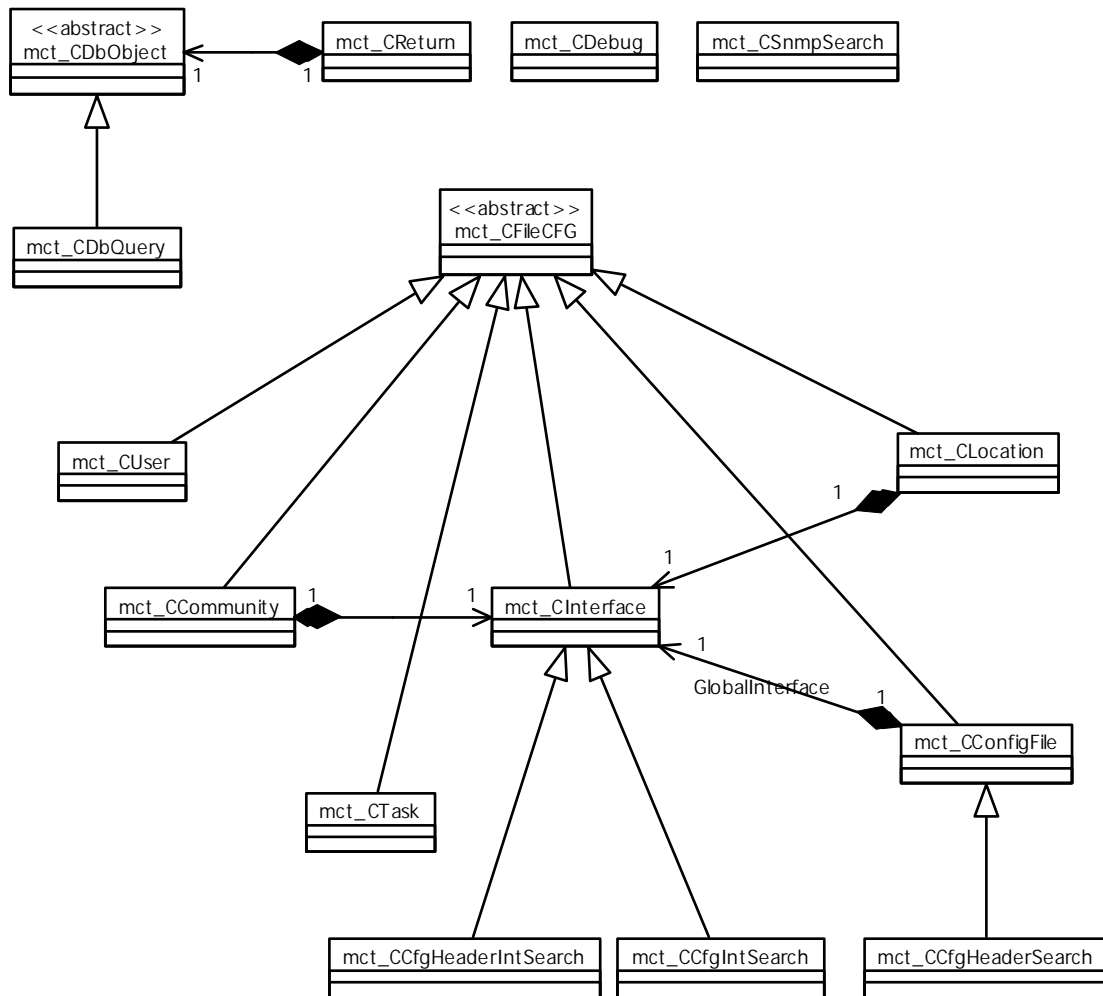 <<abstract>>
mct_CDbObject
mct_CReturn
mct_CDebug
mct_CSnmpSearch
1
1
mct_CDbQuery
<<abstract>>
mct_CFileCFG
mct_CUser
mct_CLocation
1
1
mct_CCommunity
1
1
mct_CInterface
1
GlobalInterface
1
mct_CConfigFile
mct_CTask
mct_CCfgHeaderIntSearch
mct_CCfgIntSearch
mct_CCfgHeaderSearch